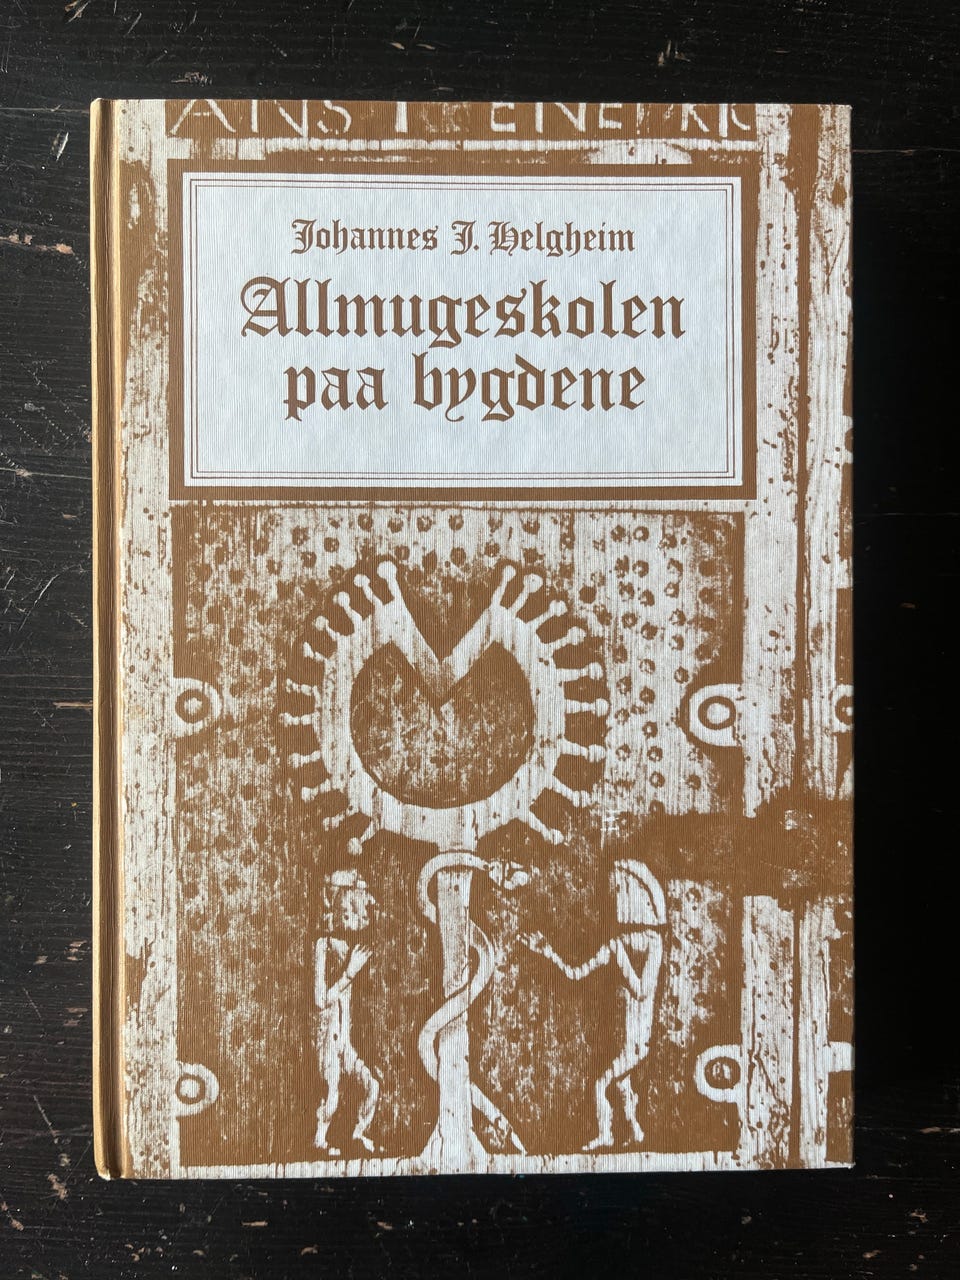 Johannes J. Helgheim
Allmugeskolen
paa bygdene